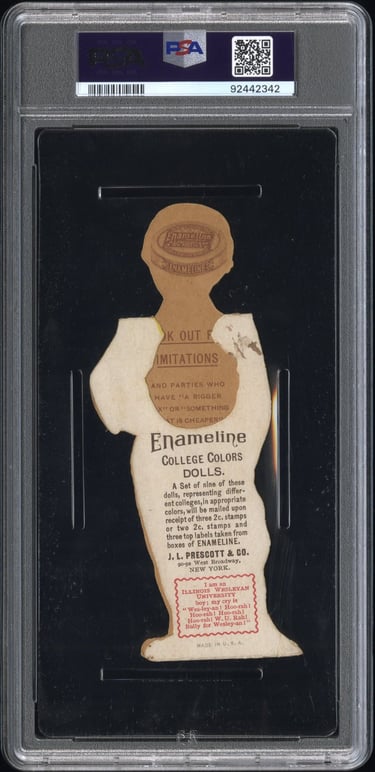 PSA
92442342
Enameline
ENAMELINE
OK OUT F
IMITATIONS
AND PARTIES WHO
HAVE "A BIGGER
X" OR "SOMETHING
T IS CHEAPER"
Enameline
COLLEGE COLORS
DOLLS.
A Set of nine of these
dolls, representing differ-
ent colleges, in appropriate
colors, will be mailed upon
receipt of three 2c. stamps
or two 2c. stamps and
three top labels taken from
boxes of ENAMELINE.
J. L. PRESCOTT & CO.
90-92 West Broadway,
NEW YORK.
I am an
ILLINOIS WESLEYAN
UNIVERSITY
boy; my cry is
"Wes-ley-an! Hoo-rah!
Hoo-rah! Hoo-rah!
Hoo-rah! W. U. Rah!
Bully for Wesley-an!"
MADE IN U. S. A.